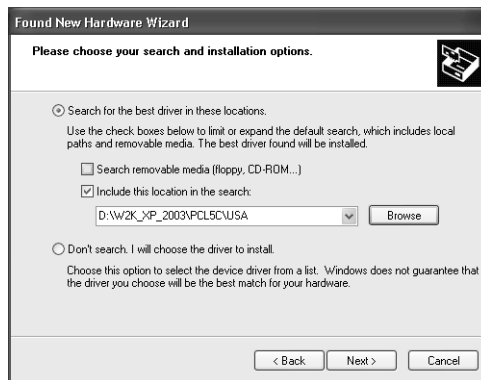 Found New Hardware Wizard
Please choose your search and installation options.
Search for the best driver in these locations.
Use the check boxes below to limit or expand the default search, which includes local
paths and removable media. The best driver found will be installed.
Search removable media (floppy, CD-ROM...)
Include this location in the search:
D:\W2K_XP_2003\PCL5C\USA
Browse
Don't search. I will choose the driver to install.
Choose this option to select the device driver from a list. Windows does not guarantee that
the driver you choose will be the best match for your hardware.
< Back Next > Cancel